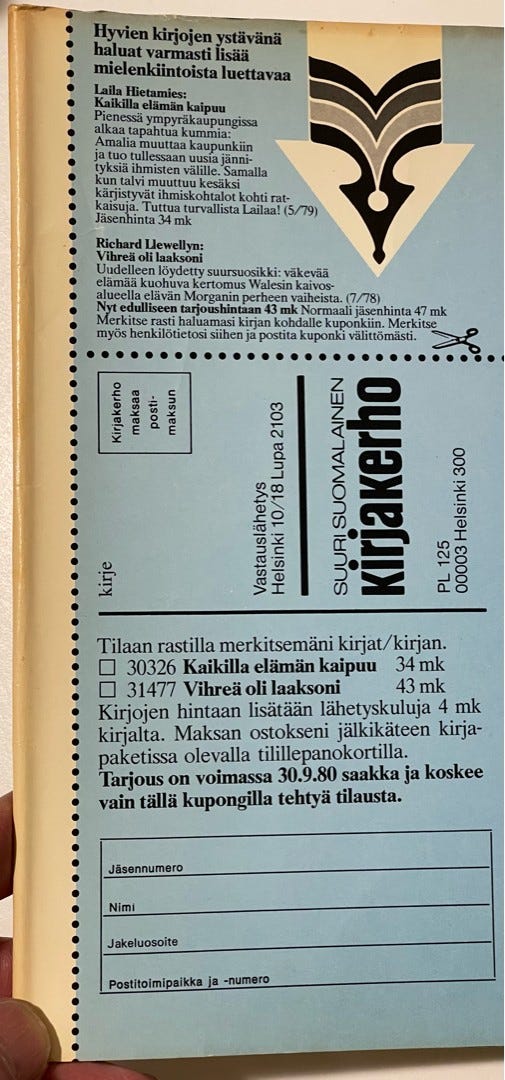 Hyvien kirjojen ystävänä
haluat varmasti lisää
mielenkiintoista luettavaa
Laila Hietamies:
Kaikilla elämän kaipuu
Pienessä ympyräkaupungissa
alkaa tapahtua kummia:
Amalia muuttaa kaupunkiin
ja tuo tullessaan uusia jänni-
tyksiä ihmisten välille. Samalla
kun talvi muuttuu kesäksi
kärjistyvät ihmiskohtalot kohti rat-
kaisuja. Tuttua turvallista Lailaa! (5/79)
Jäsenhinta 34 mk
Richard Llewellyn:
Vihreä oli laaksoni
Uudelleen löydetty suursuosikki: väkevää
elämää kuohuva kertomus Walesin kaivos-
alueella elävän Morganin perheen vaiheista. (7/78)
Nyt edulliseen tarjoushintaan 43 mk Normaali jäsenhinta 47 mk
Merkitse rasti haluamasi kirjan kohdalle kuponkiin. Merkitse
myös henkilötietosi siihen ja postita kuponki välittömästi.
Kirjakerho
maksaa
posti-
maksun
kirje
Vastauslähetys
Helsinki 10/18 Lupa 2103
SUURI SUOMALAINEN
Kirjakerho
PL 125
00003 Helsinki 300
Tilaan rastilla merkitsemäni kirjat/kirjan.
☐ 30326 Kaikilla elämän kaipuu 34 mk
☐ 31477 Vihreä oli laaksoni 43 mk
Kirjojen hintaan lisätään lähetyskuluja 4 mk
kirjalta. Maksan ostokseni jälkikäteen kirja-
paketissa olevalla tilillepanokortilla.
Tarjous on voimassa 30.9.80 saakka ja koskee
vain tällä kupongilla tehtyä tilausta.
Jäsennumero
Nimi
Jakeluosoite
Postitoimipaikka ja -numero